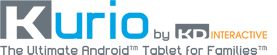 Kurio by KD INTERACTIVE
The Ultimate Android™ Tablet for Families™